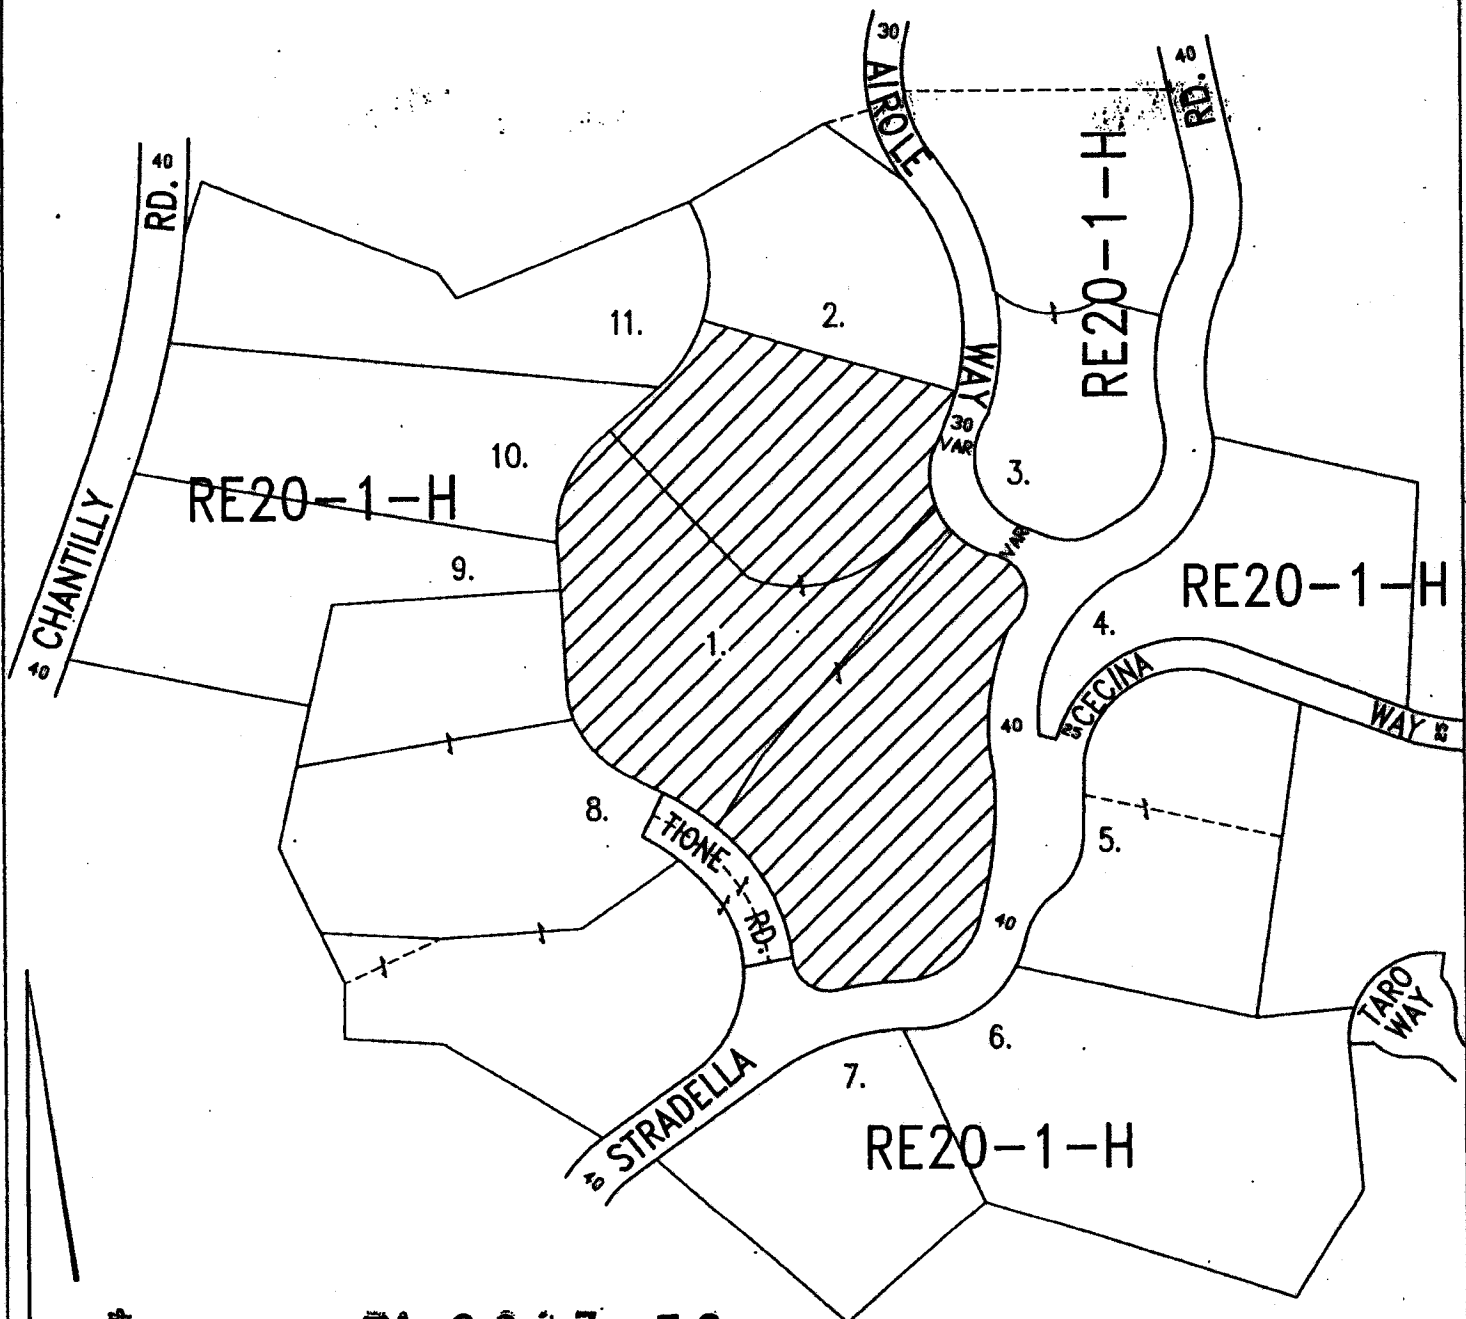 30
AIROLE
40
RD.
40
RD.
RE20-1-H
11.
2.
WAY
30
VAR
3.
10.
RE20-1-H
VAR
9.
CHANTILLY
40
RE20-1-H
4.
1.
CECINA
25
WAY 25
40
8.
TIONE
RD.
5.
40
TARO
WAY
6.
7.
STRADELLA
40
RE20-1-H